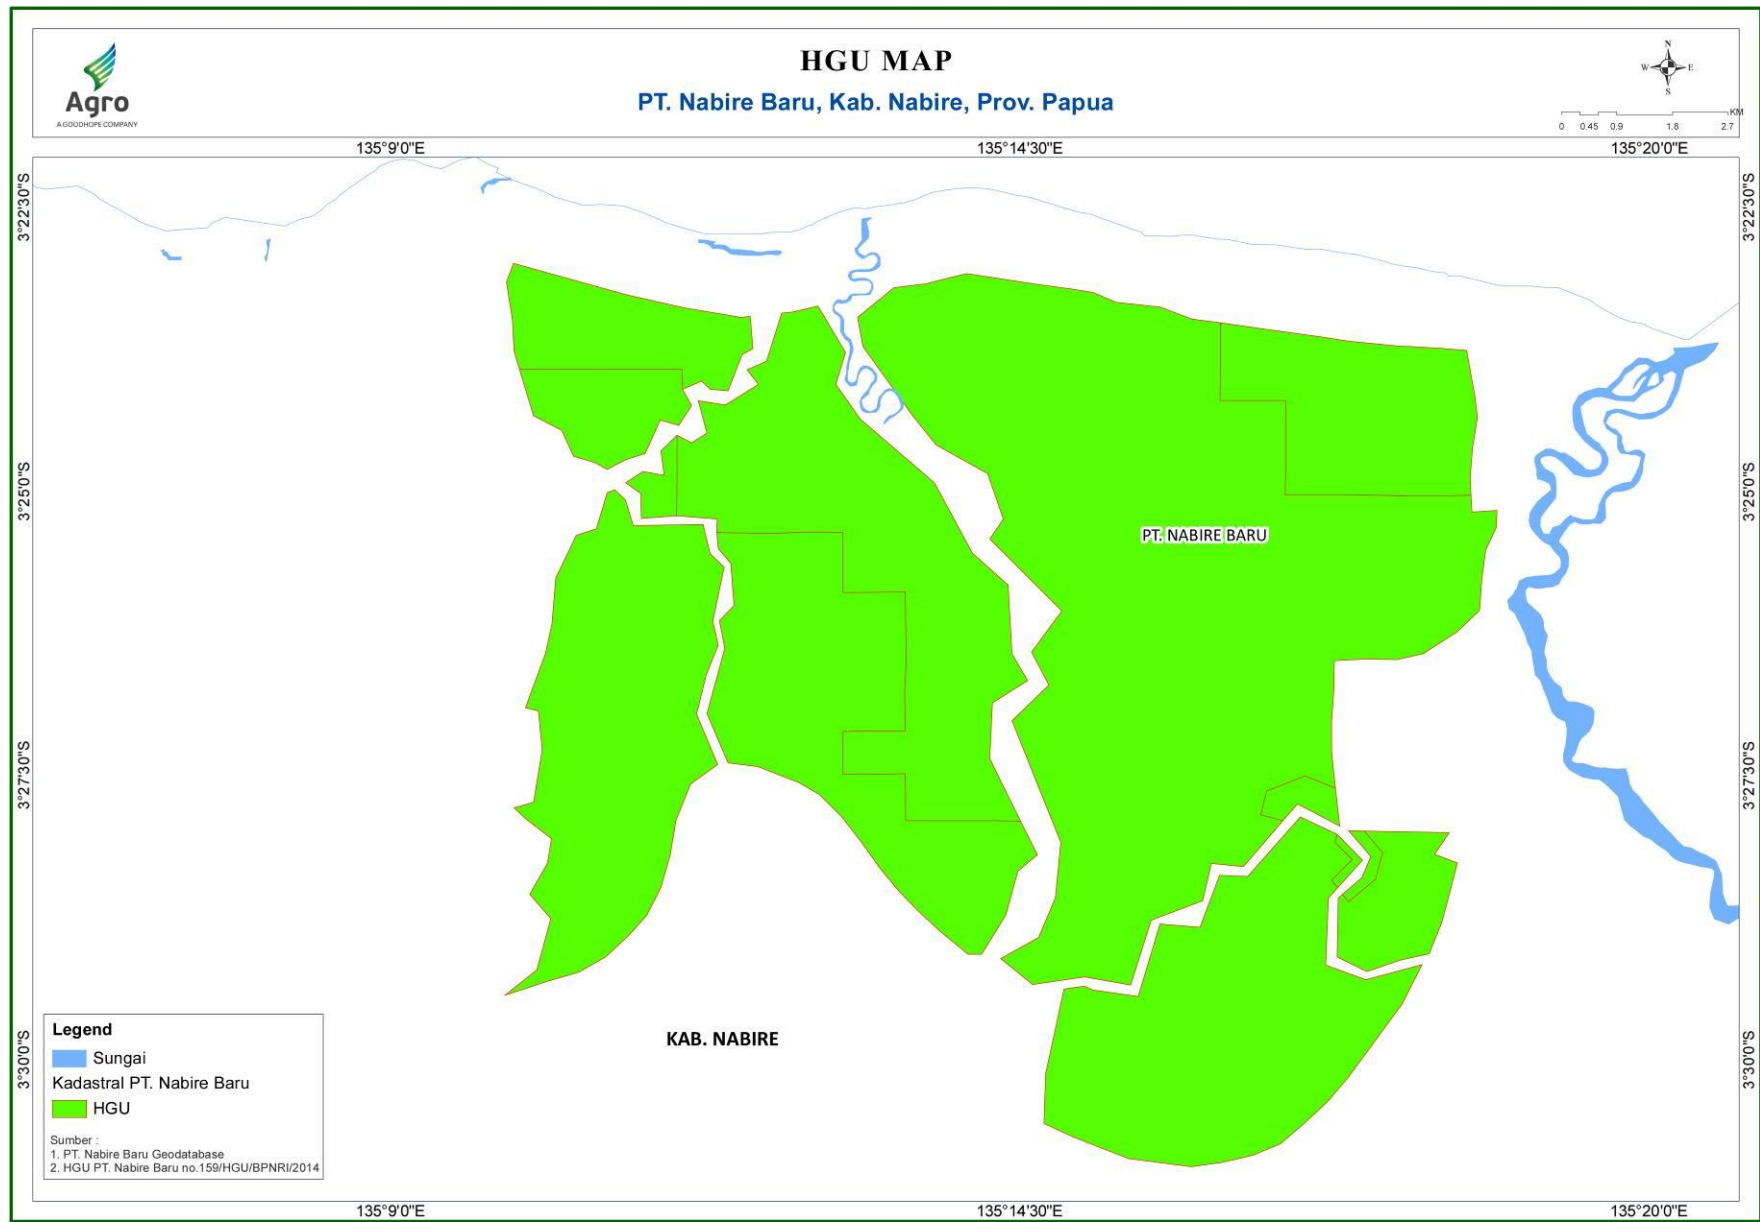 HGU MAP
PT. Nabire Baru, Kab. Nabire, Prov. Papua
Agro
A GOODHOPE COMPANY
N
W E
S
KM
0 0.45 0.9 1.8 2.7
135°9'0"E 135°14'30"E 135°20'0"E
3°22'30"S 3°22'30"S
3°25'0"S 3°25'0"S
PT. NABIRE BARU
3°27'30"S 3°27'30"S
KAB. NABIRE
3°30'0"S 3°30'0"S
Legend
Sungai
Kadastral PT. Nabire Baru
HGU
Sumber :
1. PT. Nabire Baru Geodatabase
2. HGU PT. Nabire Baru no.159/HGU/BPNRI/2014
135°9'0"E 135°14'30"E 135°20'0"E